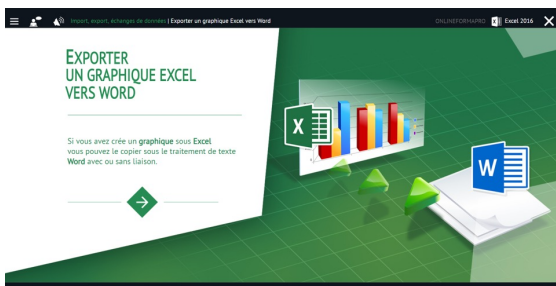 Import, export, échanges de données | Exporter un graphique Excel vers Word
ONLINEFORMAPRO
Excel 2016
EXPORTER
UN GRAPHIQUE EXCEL
VERS WORD
Si vous avez crée un graphique sous Excel
vous pouvez le copier sous le traitement de texte
Word avec ou sans liaison.
X
W